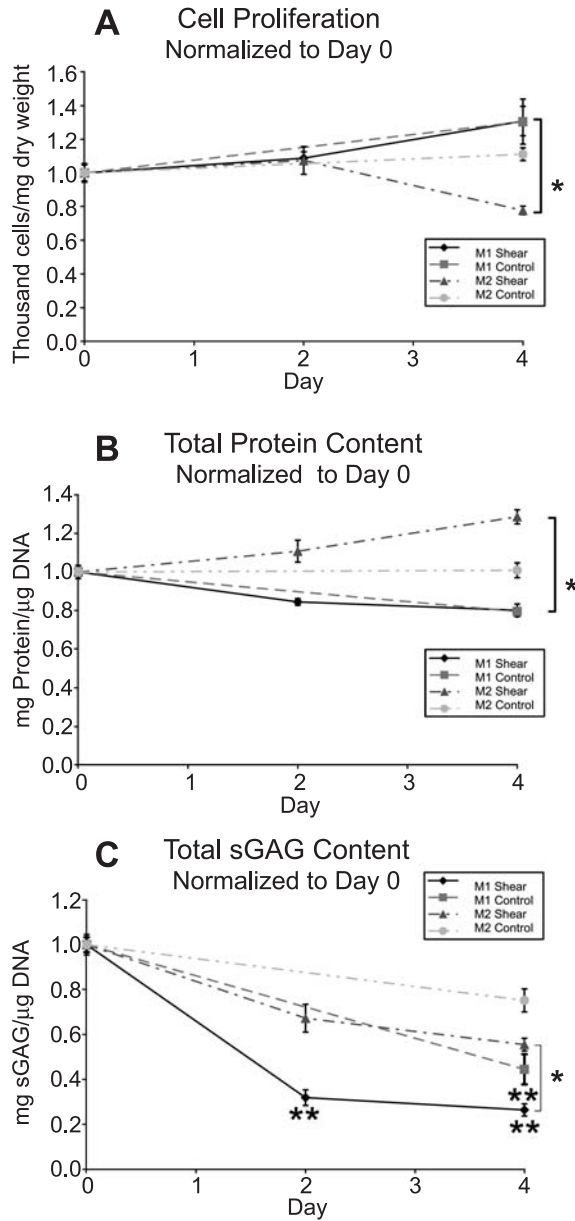 A Cell Proliferation
Normalized to Day 0
Thousand cells/mg dry weight
1.6
1.4
1.2
1.0
0.8
0.6
0.4
0.2
0.0
*
M1 Shear
M1 Control
M2 Shear
M2 Control
0 1 2 3 4
Day
B Total Protein Content
Normalized to Day 0
mg Protein/µg DNA
1.4
1.2
1.0
0.8
0.6
0.4
0.2
0.0
*
M1 Shear
M1 Control
M2 Shear
M2 Control
0 1 2 3 4
Day
C Total sGAG Content
Normalized to Day 0
M1 Shear
M1 Control
M2 Shear
M2 Control
mg sGAG/µg DNA
1.2
1.0
0.8
0.6
0.4
0.2
0.0
*
**
**
**
0 1 2 3 4
Day